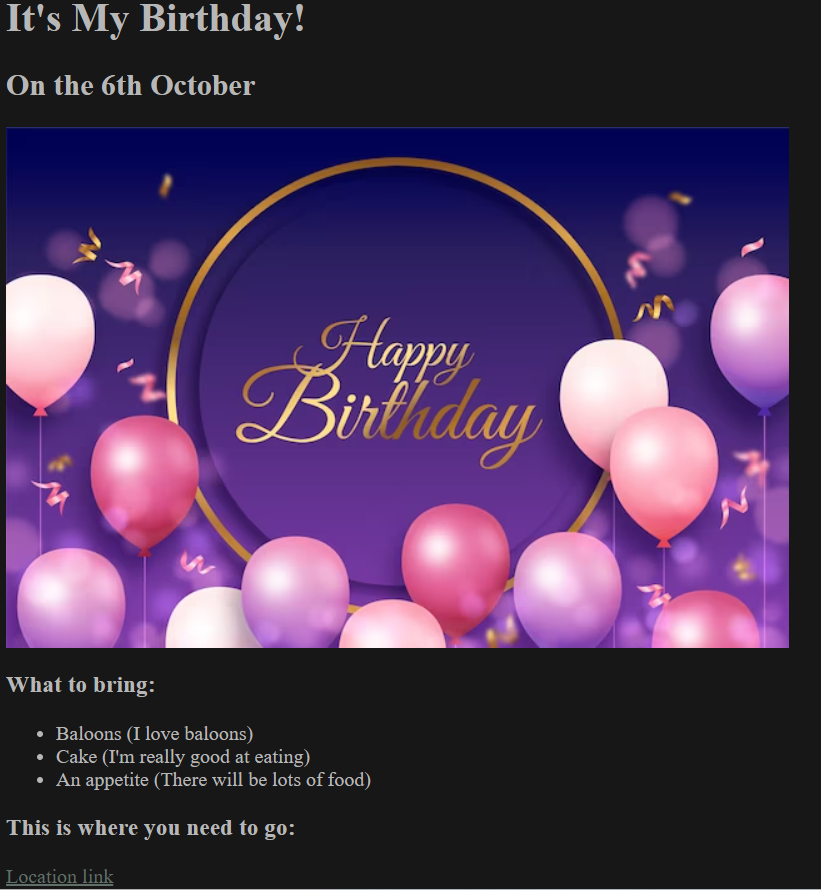 It's My Birthday!
On the 6th October
Happy
Birthday
What to bring:
Baloons (I love baloons)
Cake (I'm really good at eating)
An appetite (There will be lots of food)
This is where you need to go:
Location link